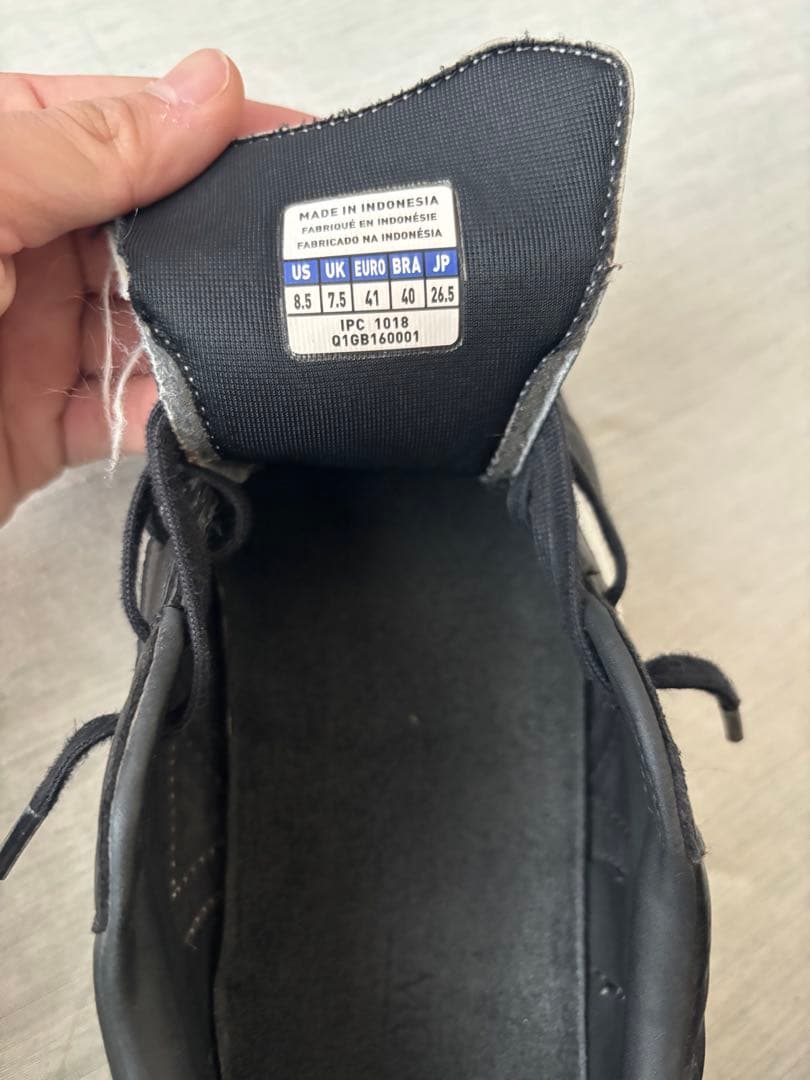 MADE IN INDONESIA
FABRIQUÉ EN INDONÉSIE
FABRICADO NA INDONÉSIA
US UK EURO BRA JP
8.5 7.5 41 40 26.5
IPC 1018
Q1GB160001